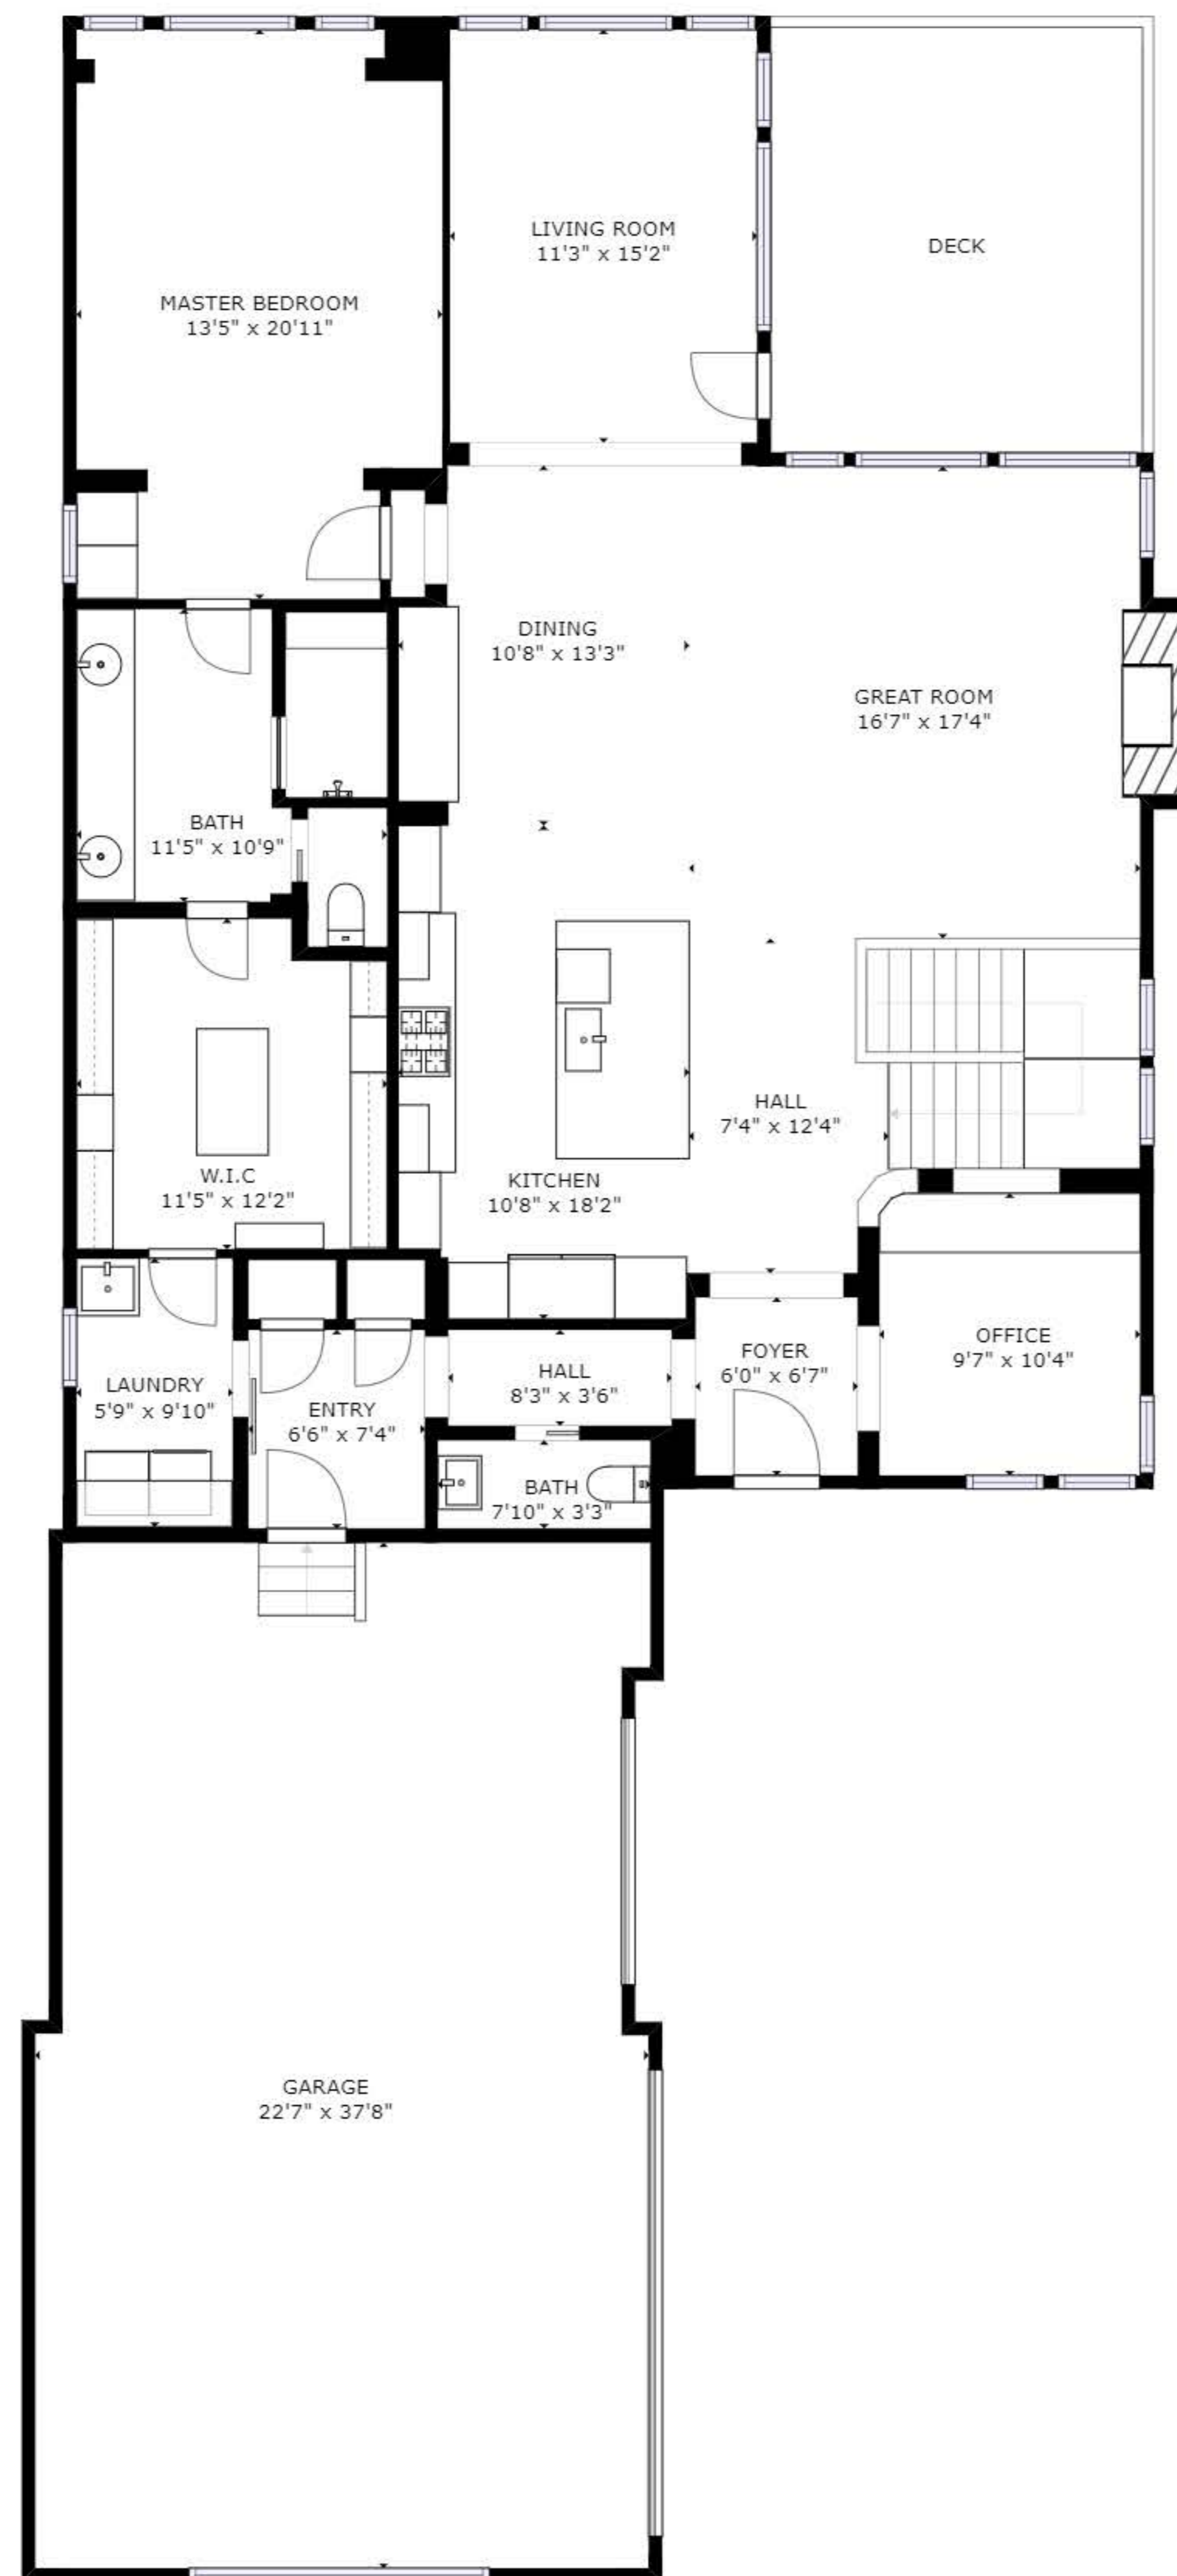 LIVING ROOM
11'3" x 15'2"
DECK
MASTER BEDROOM
13'5" x 20'11"
DINING
10'8" x 13'3"
GREAT ROOM
16'7" x 17'4"
BATH
11'5" x 10'9"
HALL
7'4" x 12'4"
W.I.C
11'5" x 12'2"
KITCHEN
10'8" x 18'2"
OFFICE
9'7" x 10'4"
FOYER
6'0" x 6'7"
HALL
8'3" x 3'6"
LAUNDRY
5'9" x 9'10"
ENTRY
6'6" x 7'4"
BATH
7'10" x 3'3"
GARAGE
22'7" x 37'8"